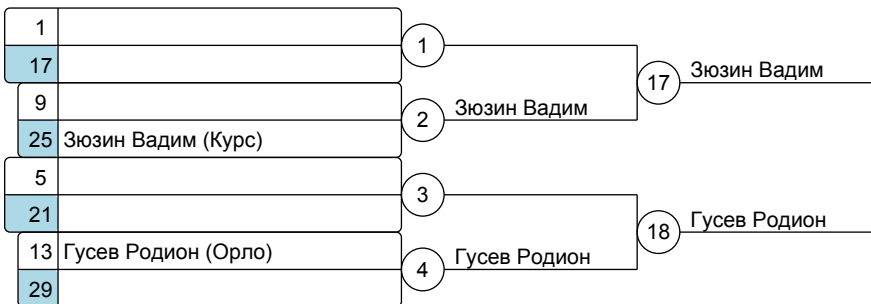 1
17
1
17
Зюзин Вадим
9
2
Зюзин Вадим
25 Зюзин Вадим (Курс)
5
21
3
18
Гусев Родион
13 Гусев Родион (Орло)
4
Гусев Родион
29